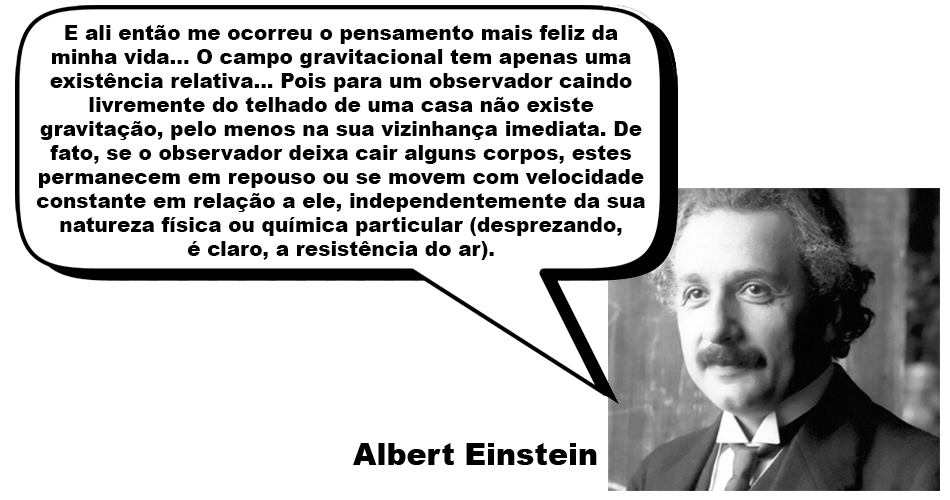 E ali então me ocorreu o pensamento mais feliz da
minha vida... O campo gravitacional tem apenas uma
existência relativa... Pois para um observador caindo
livremente do telhado de uma casa não existe
gravitação, pelo menos na sua vizinhança imediata. De
fato, se o observador deixa cair alguns corpos, estes
permanecem em repouso ou se movem com velocidade
constante em relação a ele, independentemente da sua
natureza física ou química particular (desprezando,
é claro, a resistência do ar).
Albert Einstein